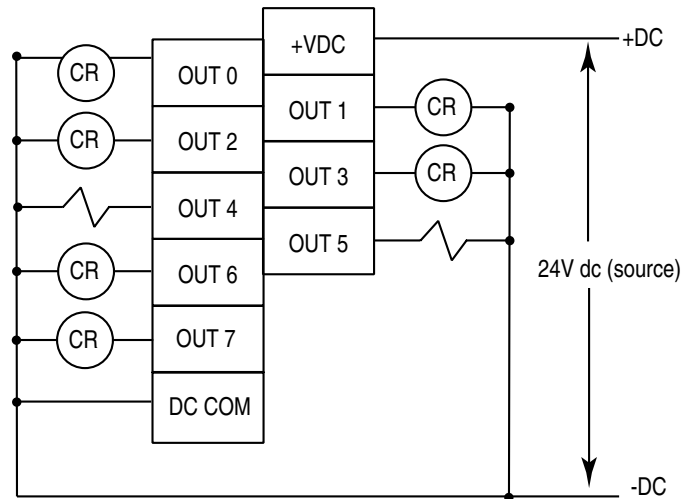 +VDC
+DC
CR
OUT 0
OUT 1
CR
CR
OUT 2
OUT 3
CR
OUT 4
OUT 5
CR
OUT 6
24V dc (source)
CR
OUT 7
DC COM
-DC